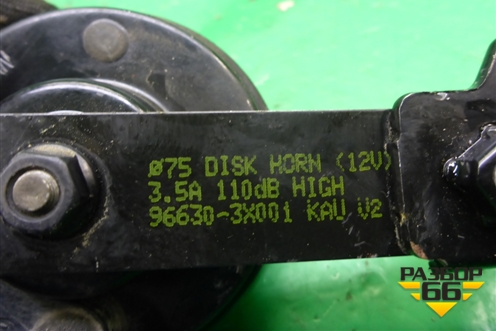 ø75 DISK HORN (12V)
3.5A 110dB HIGH
96630-3X001 KAU V2
РАЗБОР
66